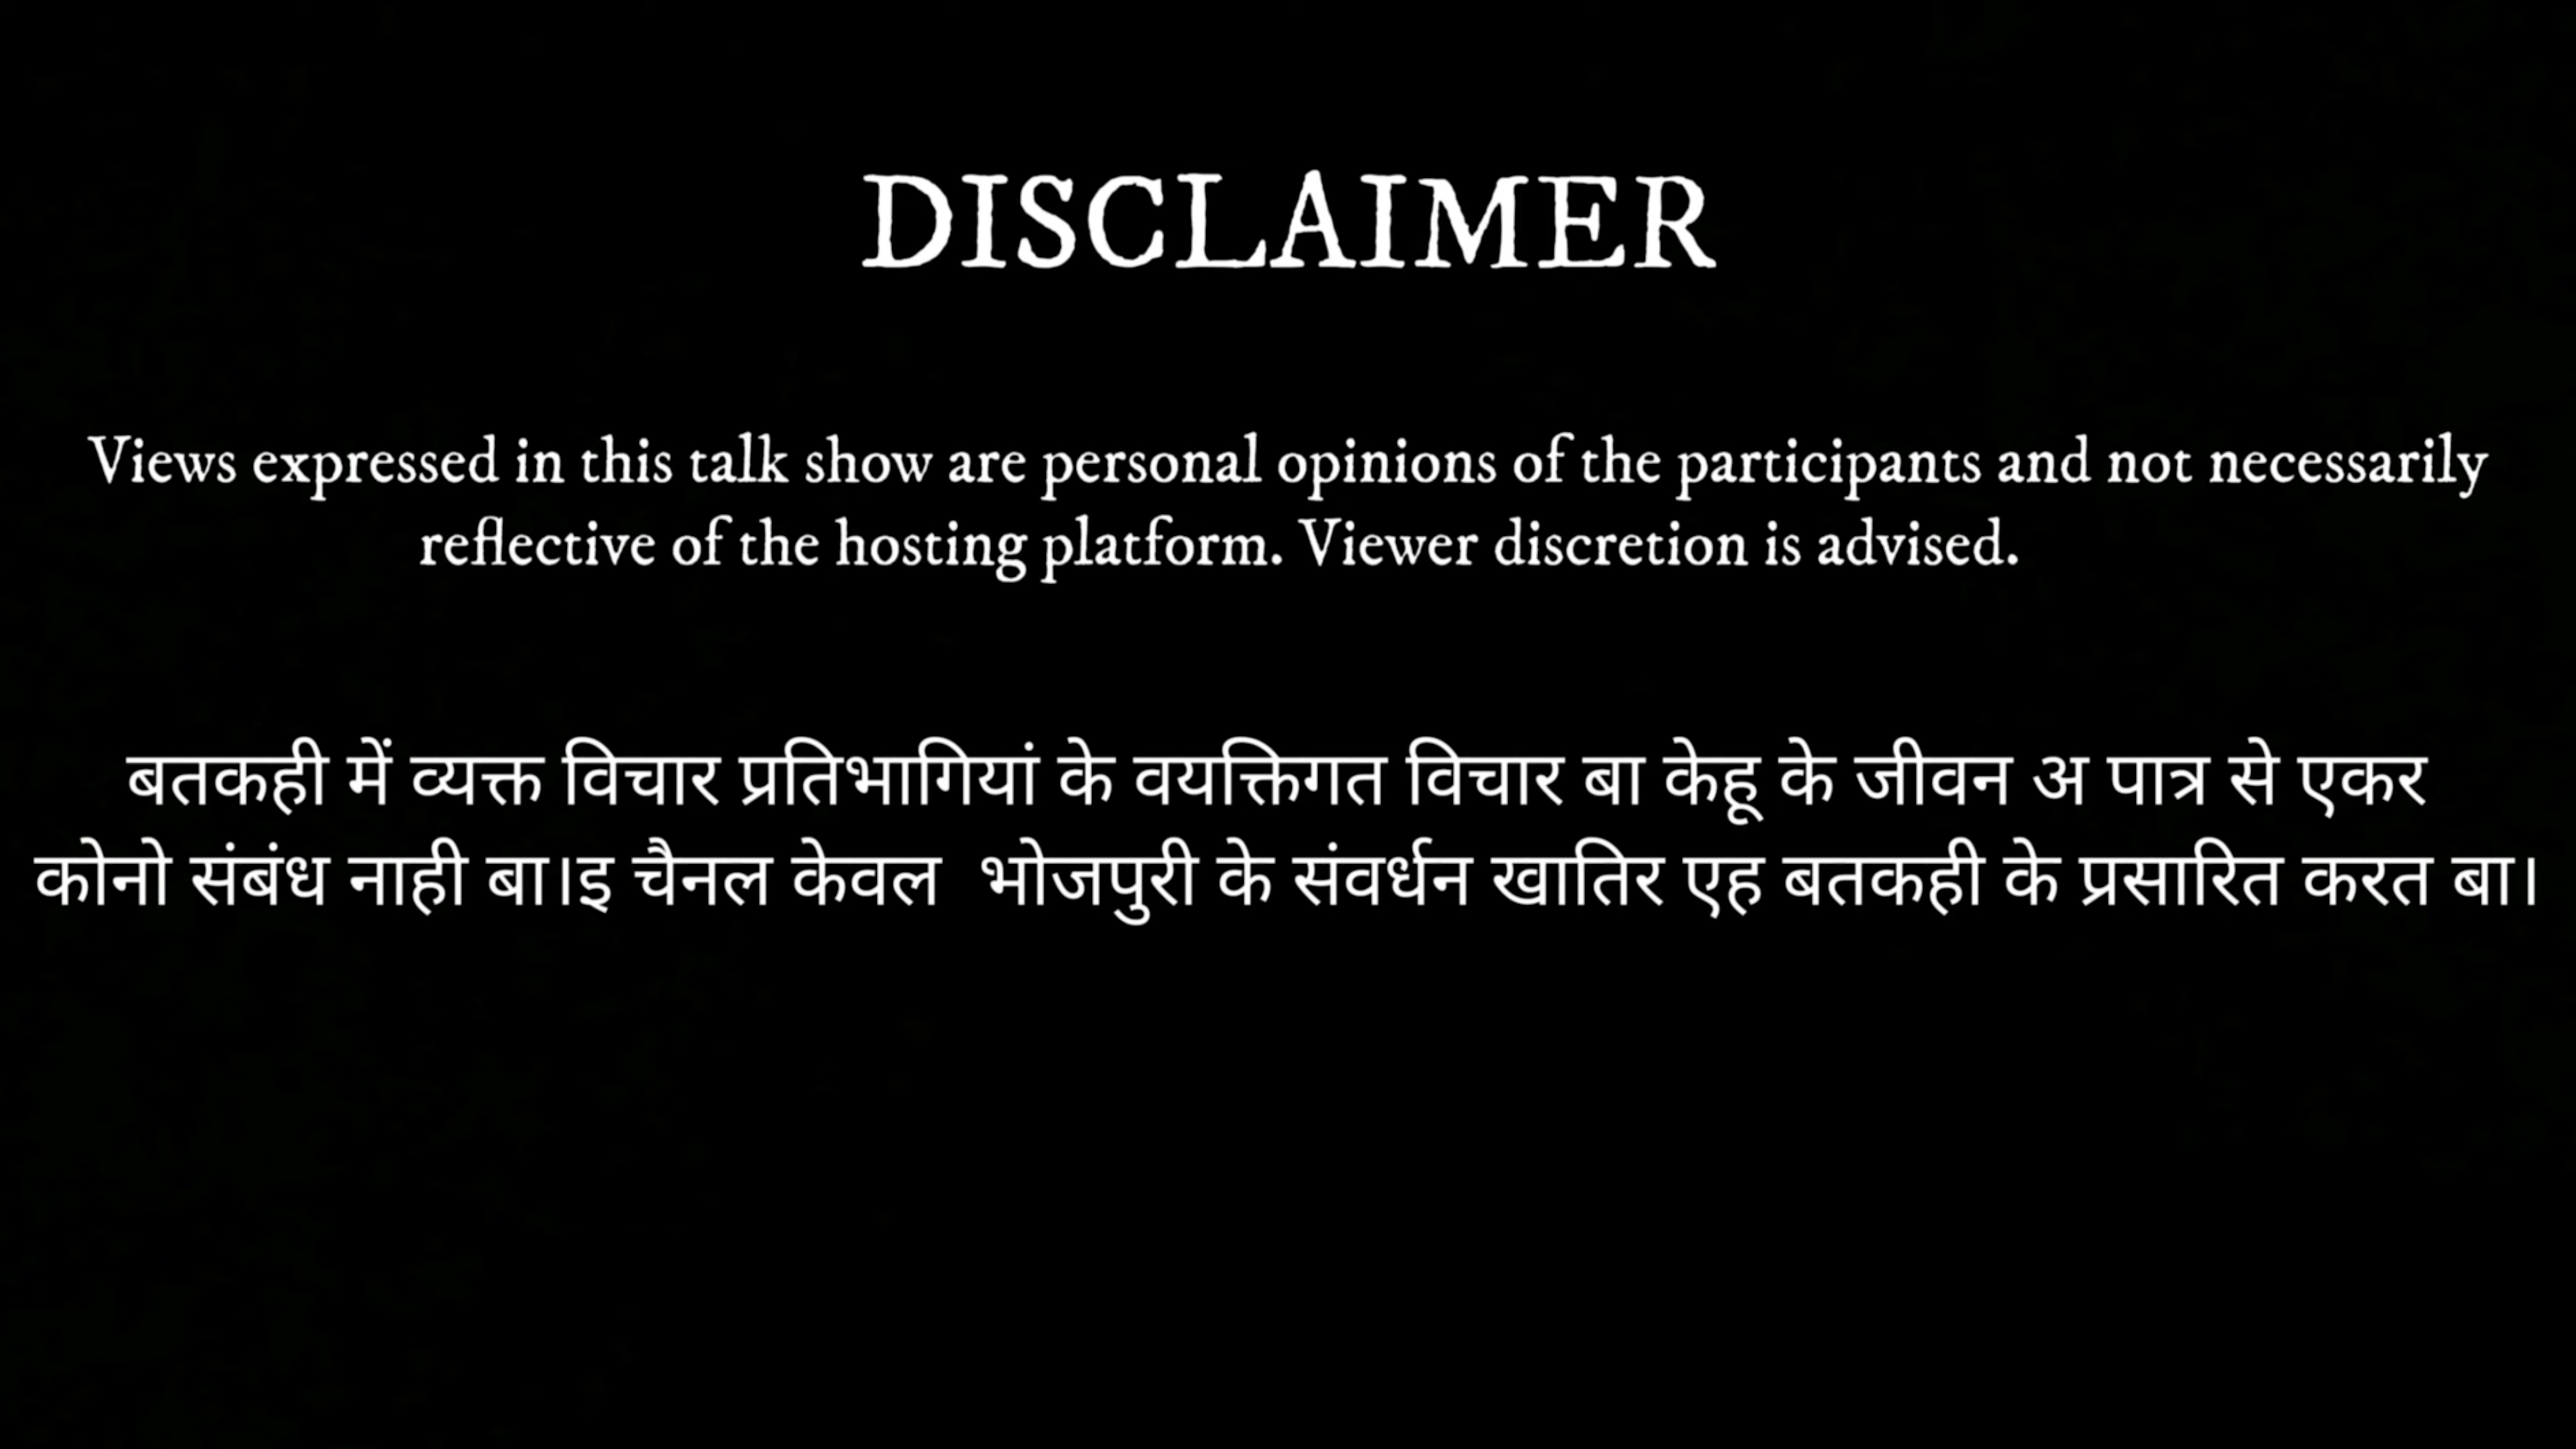 DISCLAIMER
Views expressed in this talk show are personal opinions of the participants and not necessarily
reflective of the hosting platform. Viewer discretion is advised.
बतकही में व्यक्त विचार प्रतिभागियां के वयक्तिगत विचार बा केहू के जीवन अ पात्र से एकर
कोनो संबंध नाही बा।इ चैनल केवल  भोजपुरी के संवर्धन खातिर एह बतकही के प्रसारित करत बा।